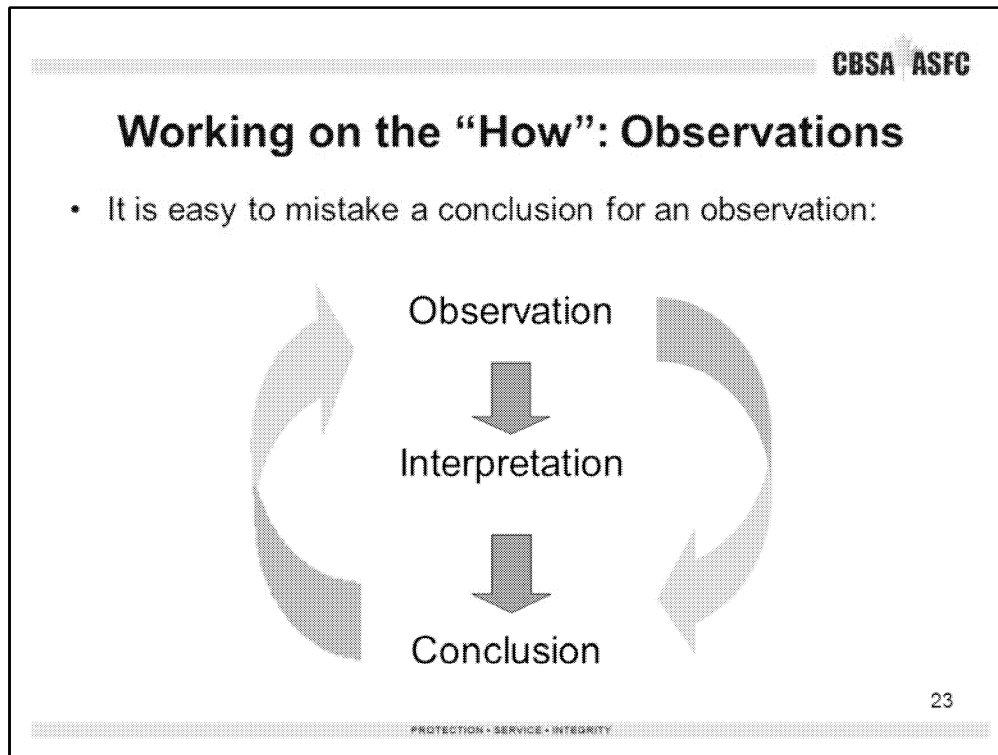 CBSA ASFC
Working on the “How”: Observations
• It is easy to mistake a conclusion for an observation:
Observation
Interpretation
Conclusion
23
PROTECTION • SERVICE • INTEGRITY